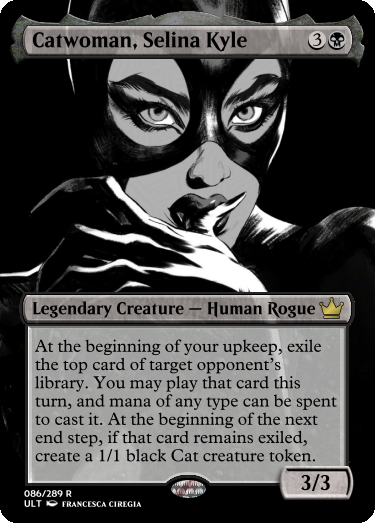 Catwoman, Selina Kyle 3
Legendary Creature — Human Rogue
At the beginning of your upkeep, exile
the top card of target opponent's
library. You may play that card this
turn, and mana of any type can be spent
to cast it. At the beginning of the next
end step, if that card remains exiled,
create a 1/1 black Cat creature token.
3/3
086/289 R
ULT FRANCESCA CIREGIA